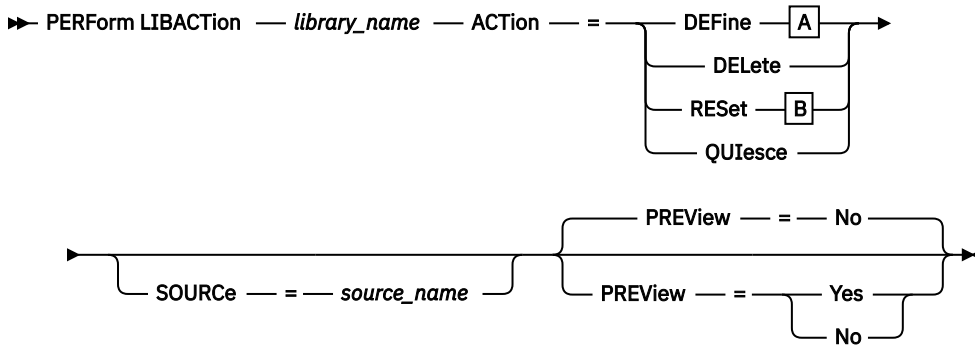 PERForm LIBACTion library_name ACTion = DEFine A
DELete
RESet B
QUIesce
PREView = No
SOURCe = source_name
PREView = Yes
No